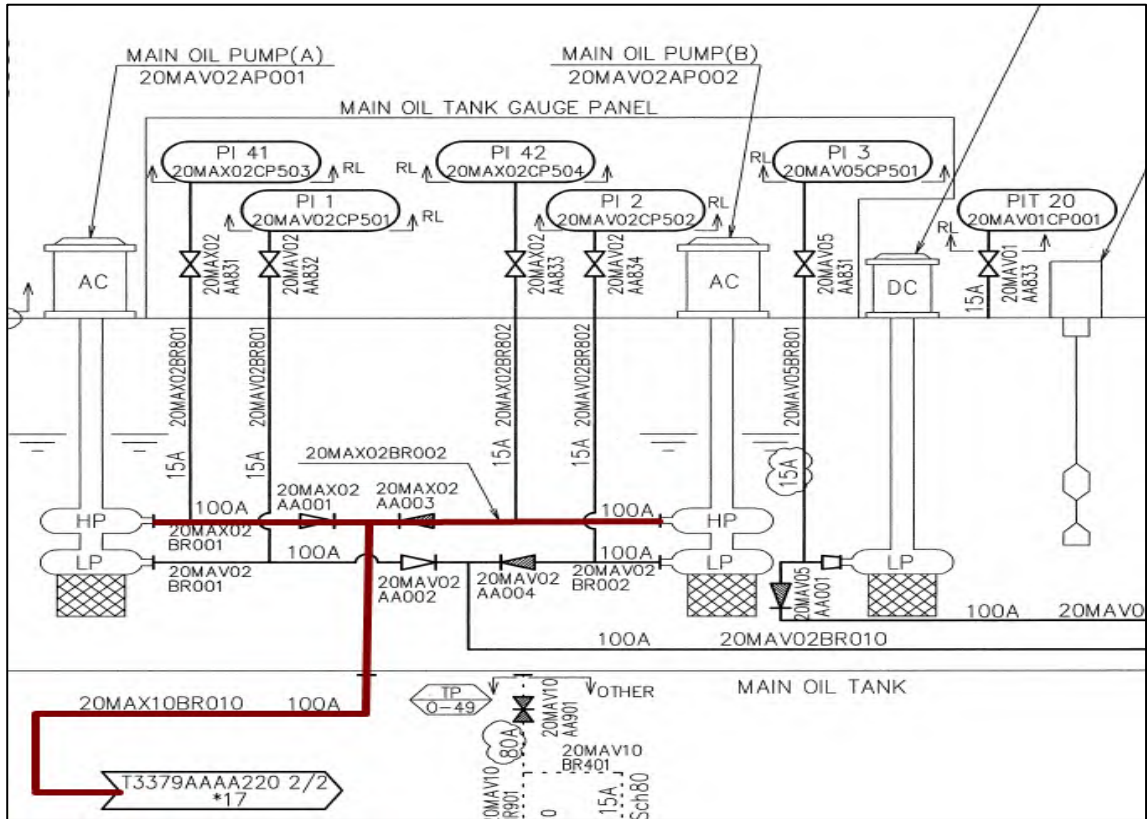 MAIN OIL PUMP(A)
20MAV02AP001
MAIN OIL PUMP(B)
20MAV02AP002
MAIN OIL TANK GAUGE PANEL
PI 41
20MAX02CP503
RL
PI 42
20MAX02CP504
RL
PI 3
20MAV05CP501
RL
PI 1
20MAV02CP501
RL
PI 2
20MAV02CP502
RL
PIT 20
20MAV01CP001
RL
AC
20MAX02
AA831
20MAV02
AA832
20MAX02
AA833
20MAV02
AA834
AC
20MAV05
AA831
DC
15A
20MAV01
AA833
20MAX02BR801
15A
20MAV02BR801
15A
20MAX02BR802
15A
20MAV02BR802
15A
20MAV05BR801
15A
20MAX02BR002
HP
100A
20MAX02
AA001
20MAX02
AA003
100A
HP
20MAX02
BR001
LP
100A
100A
LP
LP
20MAV02
BR001
20MAV02
AA002
20MAV02
AA004
20MAV02
BR002
20MAV05
AA001
100A
20MAV0
100A
20MAV02BR010
MAIN OIL TANK
20MAX10BR010
100A
TP
0-49
OTHER
20MAV10
AA901
80A
20MAV10
BR401
20MAV10
BR901
0
15A
Sch80
T3379AAAA220 2/2
*17